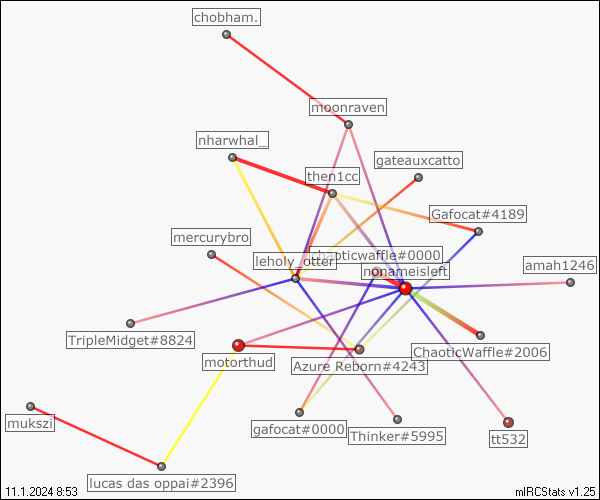 chobham.
moonraven
nharwhal_
gateauxcatto
then1cc
Gafocat#4189
mercurybro
chaoticwaffle#0000
leholy_otter
nonameisleft
amah1246
TripleMidget#8824
motorthud
ChaoticWaffle#2006
Azure Reborn#4243
mukszi
gafocat#0000
Thinker#5995
tt532
lucas das oppai#2396
11.1.2024 8:53
mIRCStats v1.25